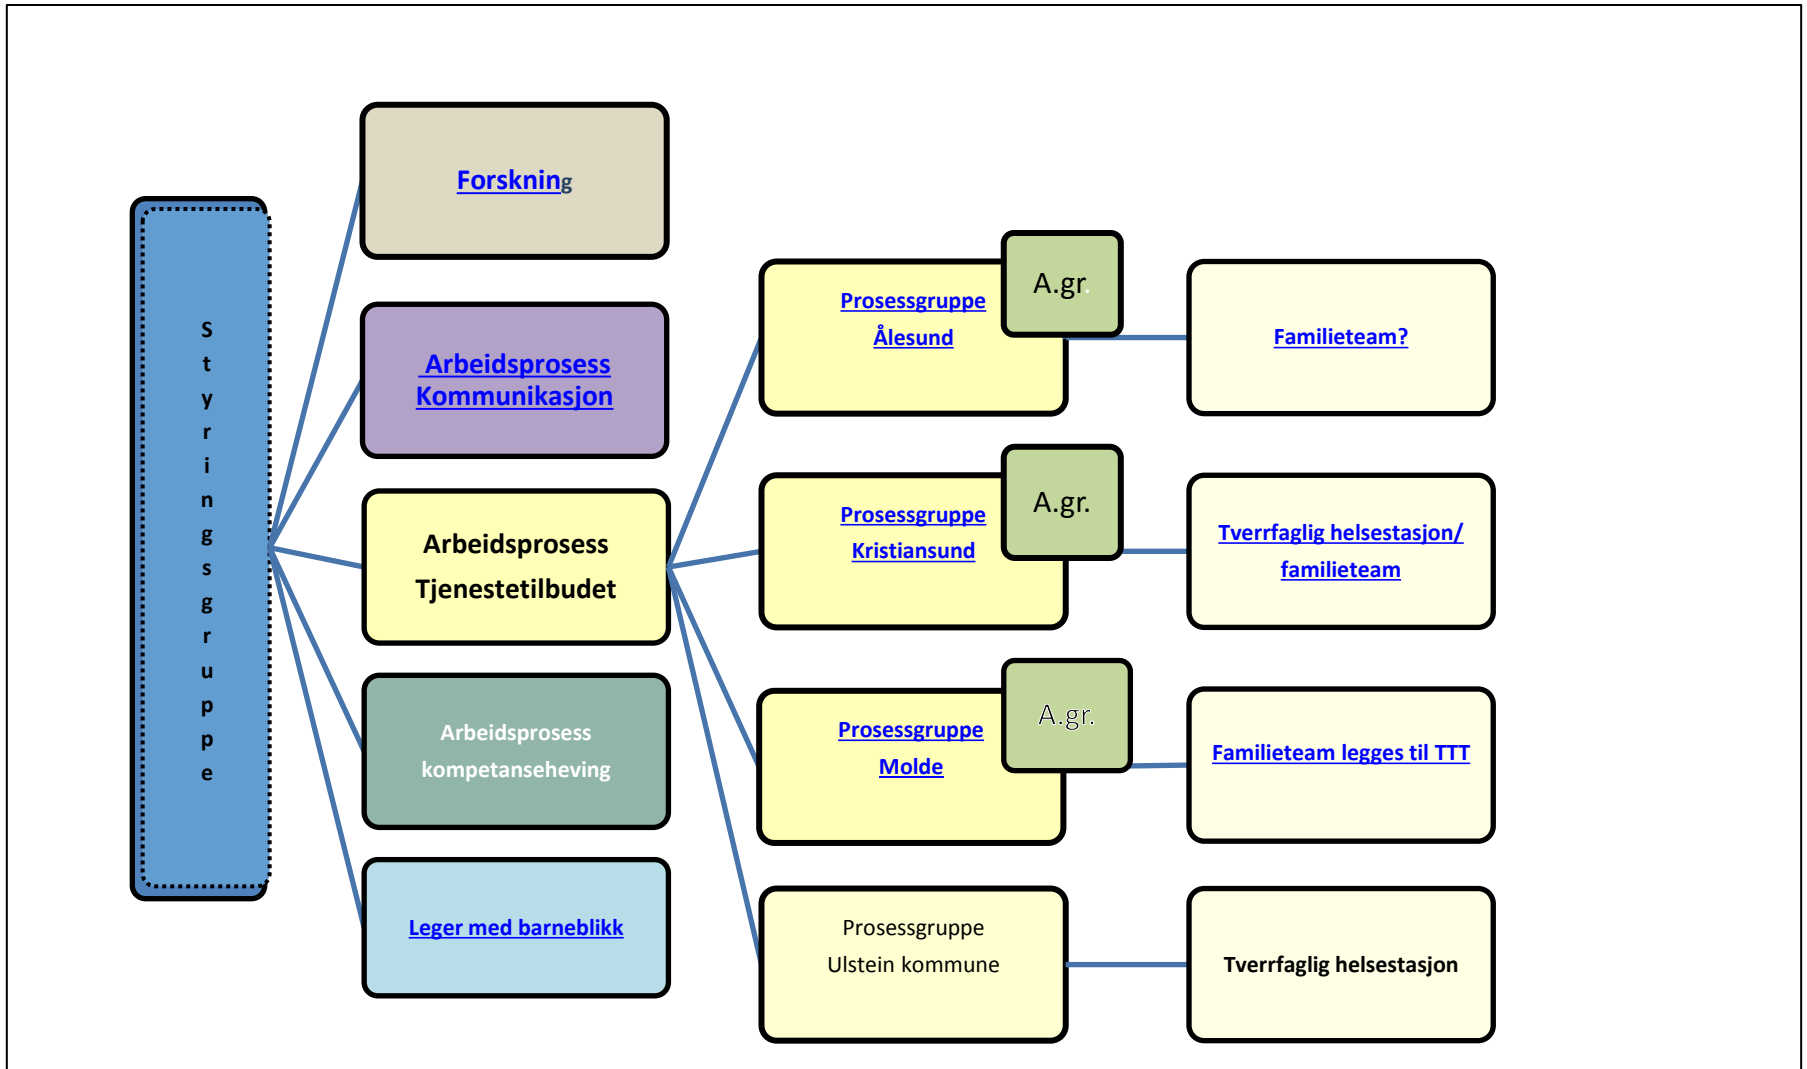 Styringsgruppe
Forskning
Arbeidsprosess
Kommunikasjon
Arbeidsprosess
Tjenestetilbudet
Arbeidsprosess
kompetanseheving
Leger med barneblikk
Prosessgruppe
Ålesund
A.gr.
Familieteam?
Prosessgruppe
Kristiansund
A.gr.
Tverrfaglig helsestasjon/
familieteam
Prosessgruppe
Molde
A.gr.
Familieteam legges til TTT
Prosessgruppe
Ulstein kommune
Tverrfaglig helsestasjon